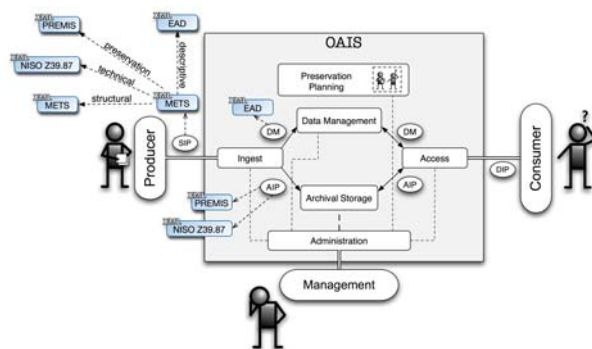 PREMIS
EAD
OAIS
preservation
descriptive
NISO Z39.87
technical
METS
structural
METS
Preservation
Planning
EAD
SIP
DM
Data Management
DM
Producer
Ingest
Access
DIP
Consumer
?
AIP
AIP
PREMIS
Archival Storage
NISO Z39.87
Administration
Management